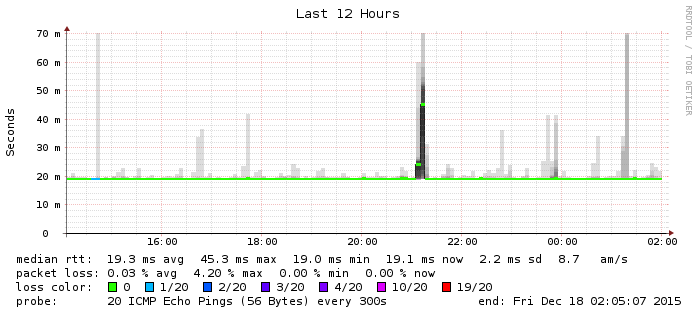 Last 12 Hours
RRDTOOL / TOBI OETIKER
Seconds
70 m
60 m
50 m
40 m
30 m
20 m
10 m
0
16:00 18:00 20:00 22:00 00:00 02:00
median rtt: 19.3 ms avg 45.3 ms max 19.0 ms min 19.1 ms now 2.2 ms sd 8.7 am/s
packet loss: 0.03 % avg 4.20 % max 0.00 % min 0.00 % now
loss color: 0 1/20 2/20 3/20 4/20 10/20 19/20
probe: 20 ICMP Echo Pings (56 Bytes) every 300s end: Fri Dec 18 02:05:07 2015